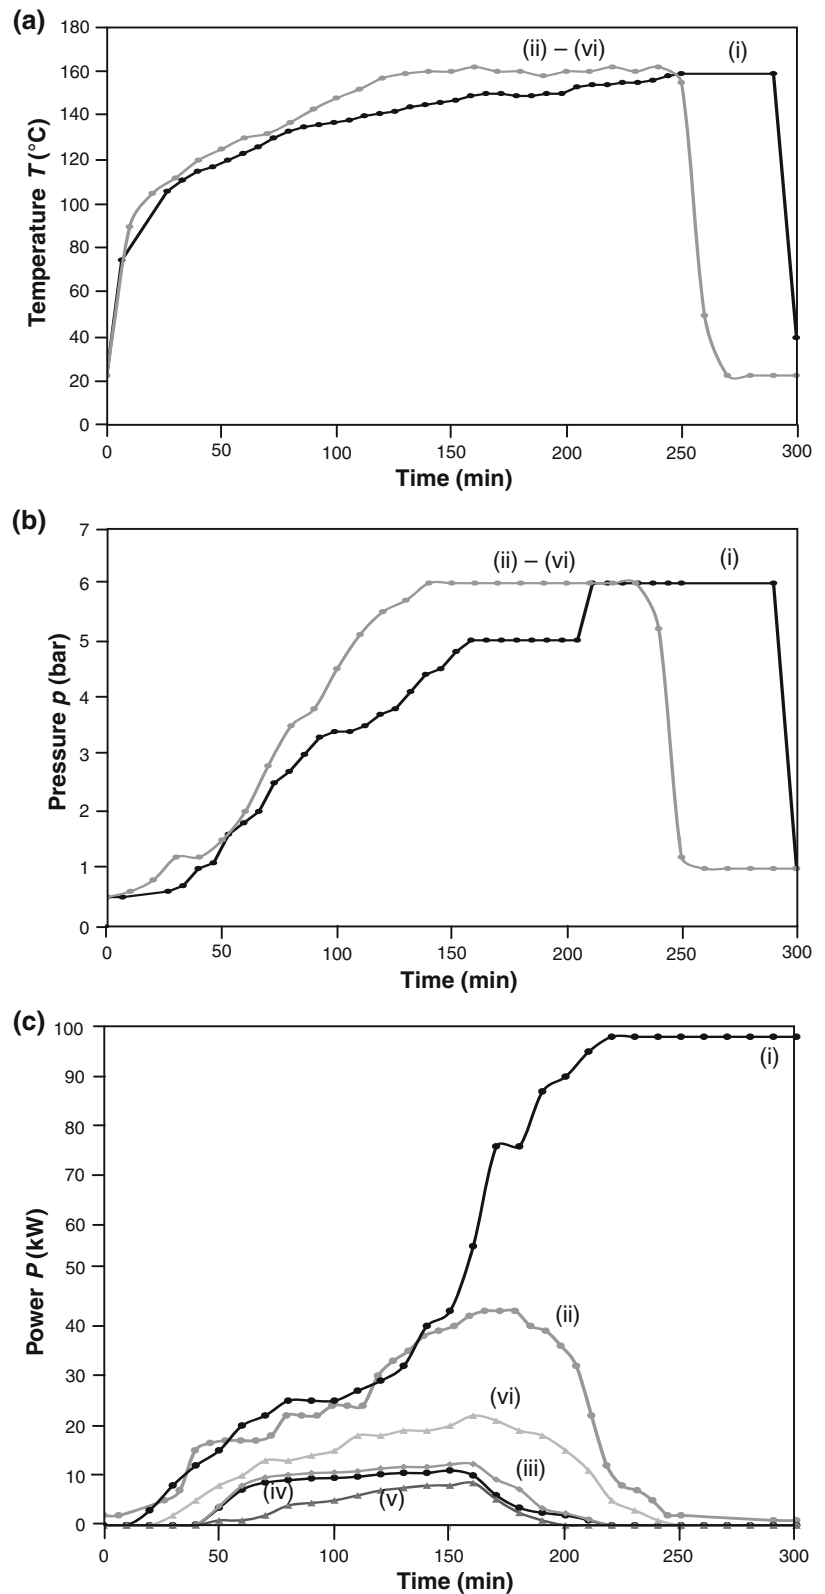 (a)
180
160
140
120
100
80
60
40
20
0
Temperature T (°C)
(ii) – (vi)
(i)
0 50 100 150 200 250 300
Time (min)
(b)
7
6
5
4
3
2
1
0
Pressure p (bar)
(ii) – (vi)
(i)
0 50 100 150 200 250 300
Time (min)
(c)
100
90
80
70
60
50
40
30
20
10
0
Power P (kW)
(i)
(ii)
(vi)
(iii)
(iv)
(v)
0 50 100 150 200 250 300
Time (min)